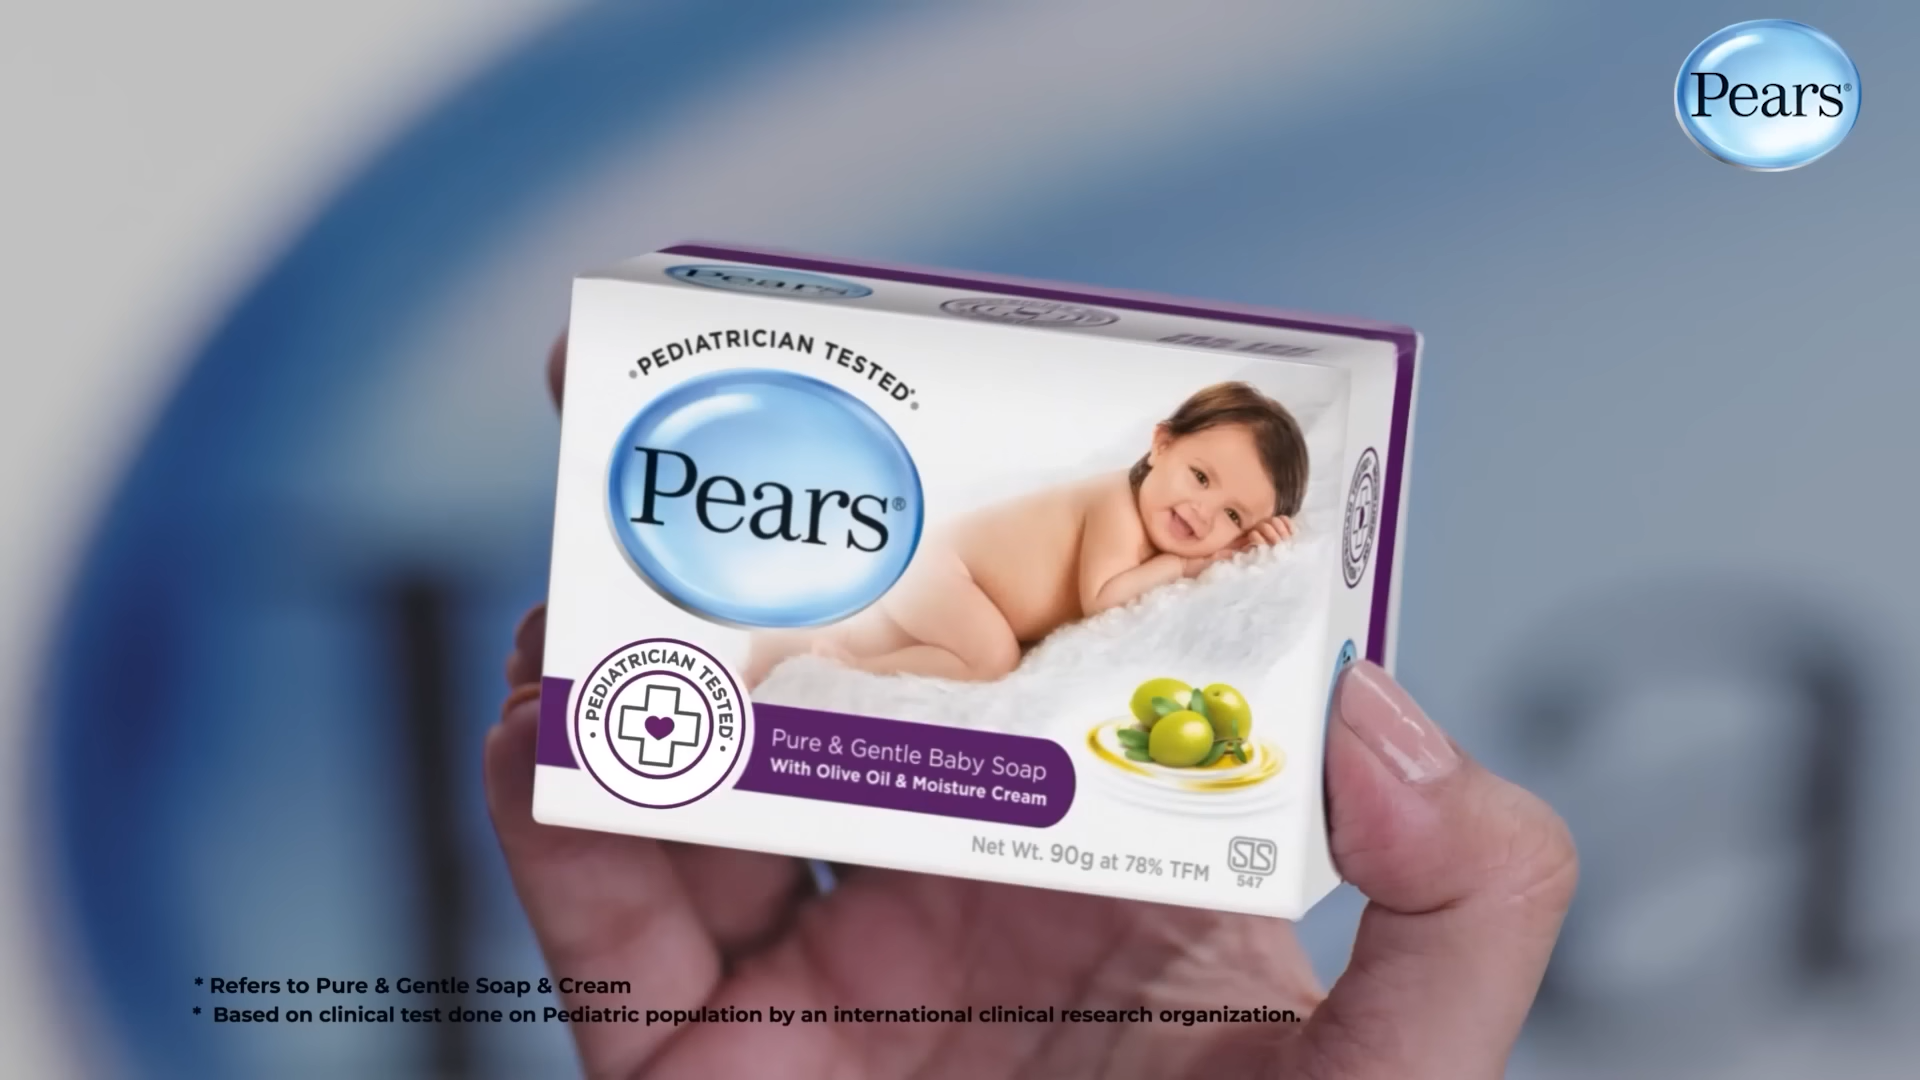 Pears®
Pears
PEDIATRICIAN TESTED*
Pears®
PEDIATRICIAN TESTED*
Pure & Gentle Baby Soap
With Olive Oil & Moisture Cream
Net Wt. 90g at 78% TFM
SLS
547
* Refers to Pure & Gentle Soap & Cream
* Based on clinical test done on Pediatric population by an international clinical research organization.